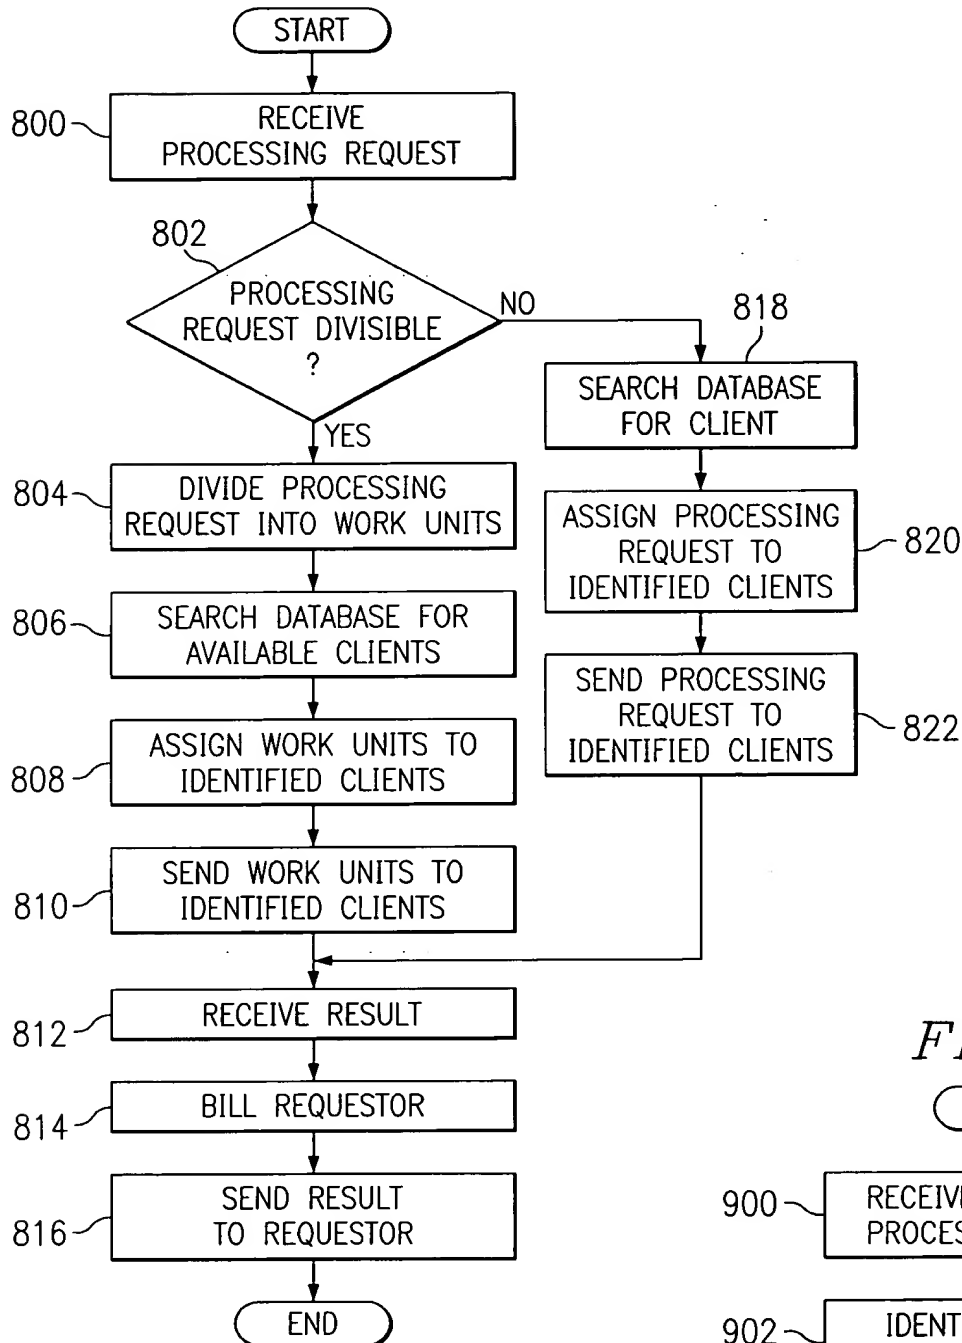 START
800
RECEIVE
PROCESSING REQUEST
802
PROCESSING
REQUEST DIVISIBLE
?
NO
YES
804
DIVIDE PROCESSING
REQUEST INTO WORK UNITS
806
SEARCH DATABASE FOR
AVAILABLE CLIENTS
808
ASSIGN WORK UNITS TO
IDENTIFIED CLIENTS
810
SEND WORK UNITS TO
IDENTIFIED CLIENTS
818
SEARCH DATABASE
FOR CLIENT
ASSIGN PROCESSING
REQUEST TO
IDENTIFIED CLIENTS
820
SEND PROCESSING
REQUEST TO
IDENTIFIED CLIENTS
822
812
RECEIVE RESULT
814
BILL REQUESTOR
816
SEND RESULT
TO REQUESTOR
END
900
902